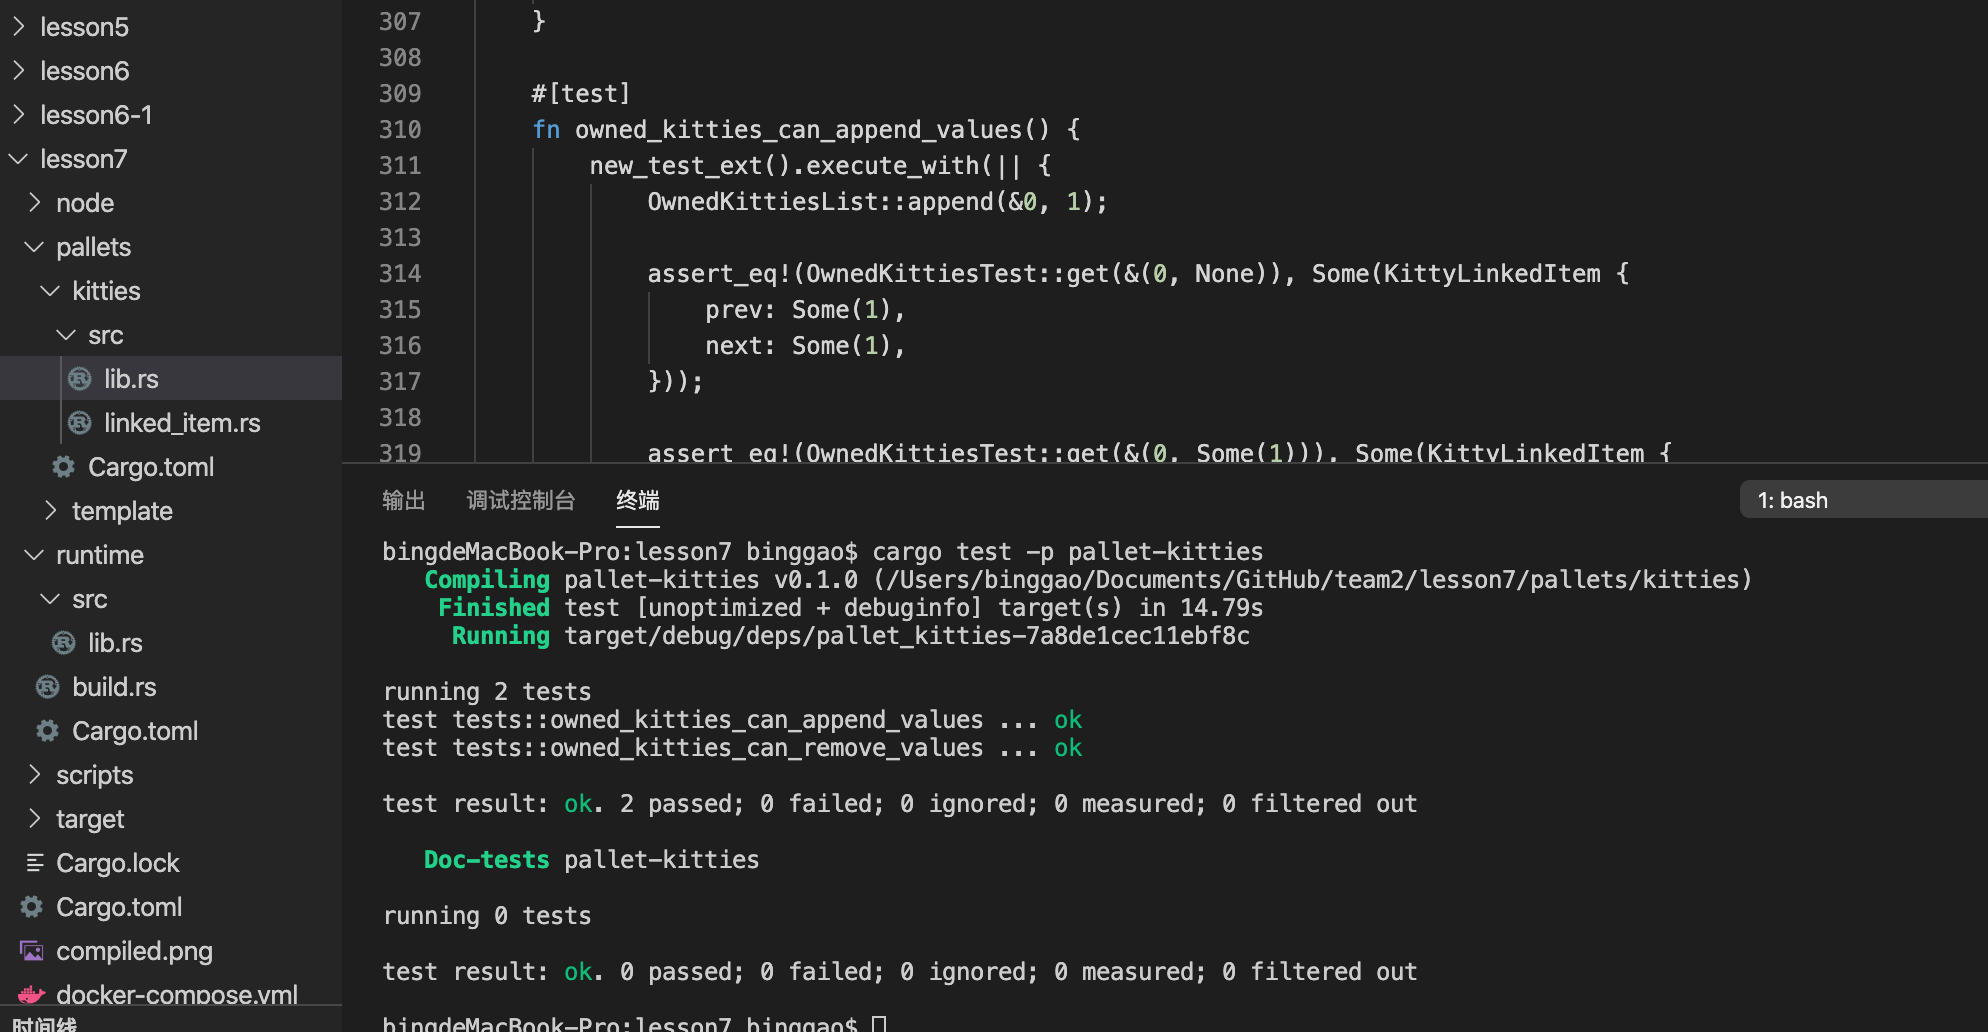 lesson5
lesson6
lesson6-1
lesson7
node
pallets
kitties
src
lib.rs
linked_item.rs
Cargo.toml
template
runtime
src
lib.rs
build.rs
Cargo.toml
scripts
target
Cargo.lock
Cargo.toml
compiled.png
docker-compose.yml
时间线
307 }
308
309 #[test]
310 fn owned_kitties_can_append_values() {
311 new_test_ext().execute_with(|| {
312 OwnedKittiesList::append(&0, 1);
313
314 assert_eq!(OwnedKittiesTest::get(&(0, None)), Some(KittyLinkedItem {
315 prev: Some(1),
316 next: Some(1),
317 }));
318
319 assert_eq!(OwnedKittiesTest::get(&(0, Some(1))), Some(KittyLinkedItem {
输出 调试控制台 终端 1: bash
bingdeMacBook-Pro:lesson7 binggao$ cargo test -p pallet-kitties
Compiling pallet-kitties v0.1.0 (/Users/binggao/Documents/GitHub/team2/lesson7/pallets/kitties)
Finished test [unoptimized + debuginfo] target(s) in 14.79s
Running target/debug/deps/pallet_kitties-7a8de1cec11ebf8c
running 2 tests
test tests::owned_kitties_can_append_values ... ok
test tests::owned_kitties_can_remove_values ... ok
test result: ok. 2 passed; 0 failed; 0 ignored; 0 measured; 0 filtered out
Doc-tests pallet-kitties
running 0 tests
test result: ok. 0 passed; 0 failed; 0 ignored; 0 measured; 0 filtered out
bingdeMacBook-Pro:lesson7 binggao$